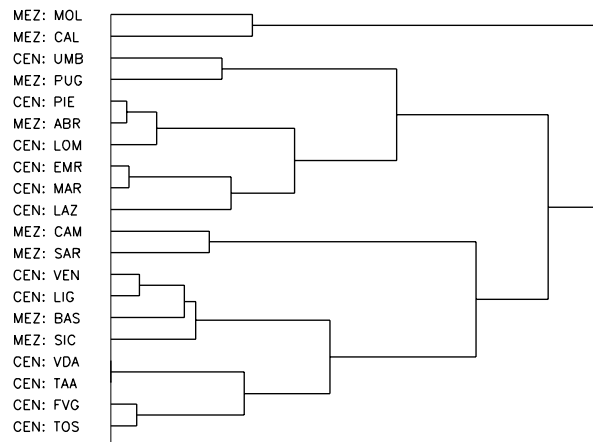 MEZ: MOL
MEZ: CAL
CEN: UMB
MEZ: PUG
CEN: PIE
MEZ: ABR
CEN: LOM
CEN: EMR
CEN: MAR
CEN: LAZ
MEZ: CAM
MEZ: SAR
CEN: VEN
CEN: LIG
MEZ: BAS
MEZ: SIC
CEN: VDA
CEN: TAA
CEN: FVG
CEN: TOS